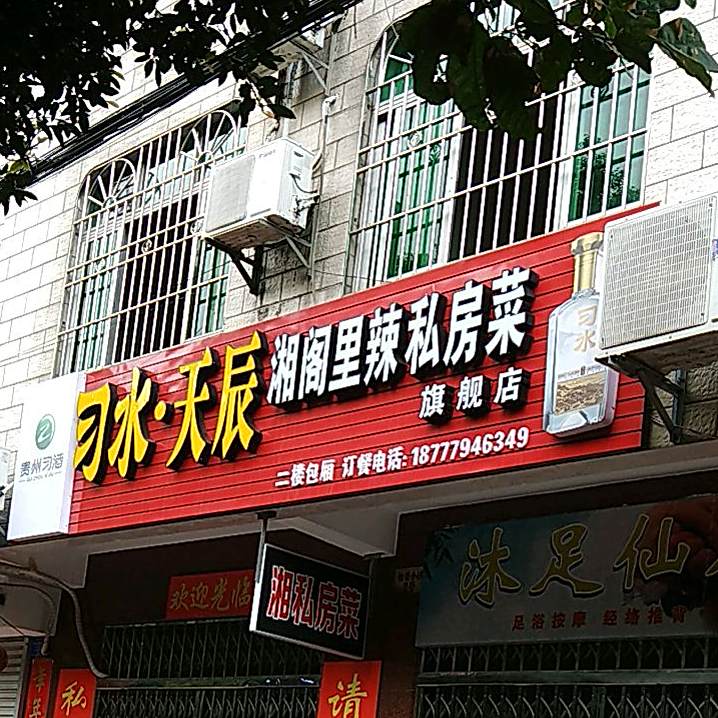 贵州习酒
习水·天辰
湘阁里辣私房菜
旗舰店
二楼包厢 订餐电话: 18777946349
习水
欢迎光临
湘私房菜
沐足仙
足浴按摩 经络推背
私
请